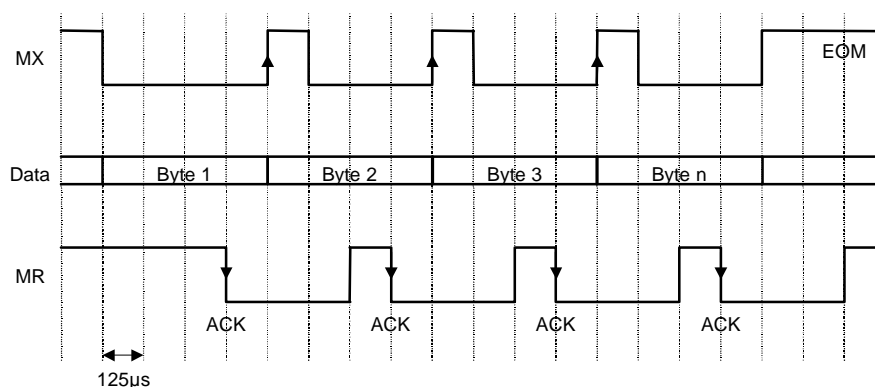 MX
EOM
Data
Byte 1
Byte 2
Byte 3
Byte n
MR
ACK
ACK
ACK
ACK
125µs